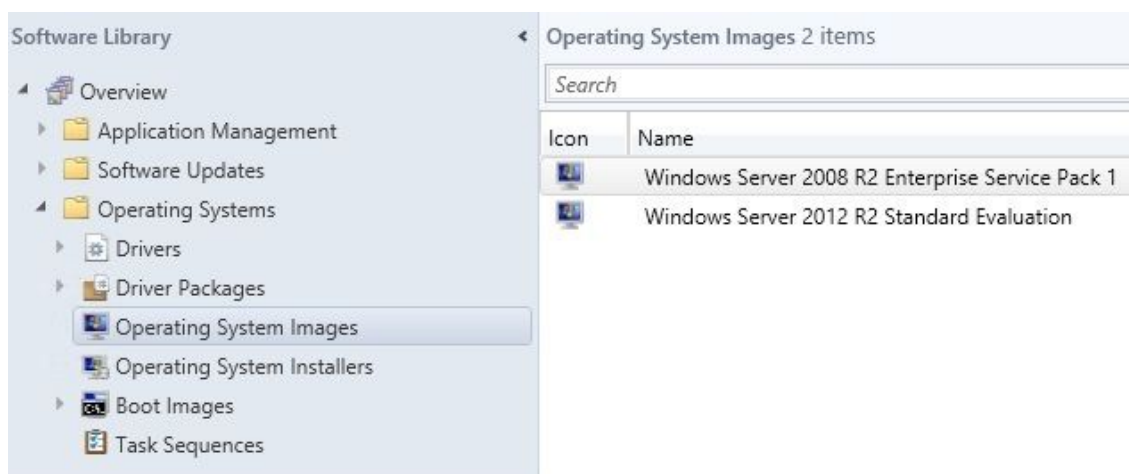 Software Library
Overview
Application Management
Software Updates
Operating Systems
Drivers
Driver Packages
Operating System Images
Operating System Installers
Boot Images
Task Sequences
Operating System Images 2 items
Search
Icon Name
Windows Server 2008 R2 Enterprise Service Pack 1
Windows Server 2012 R2 Standard Evaluation